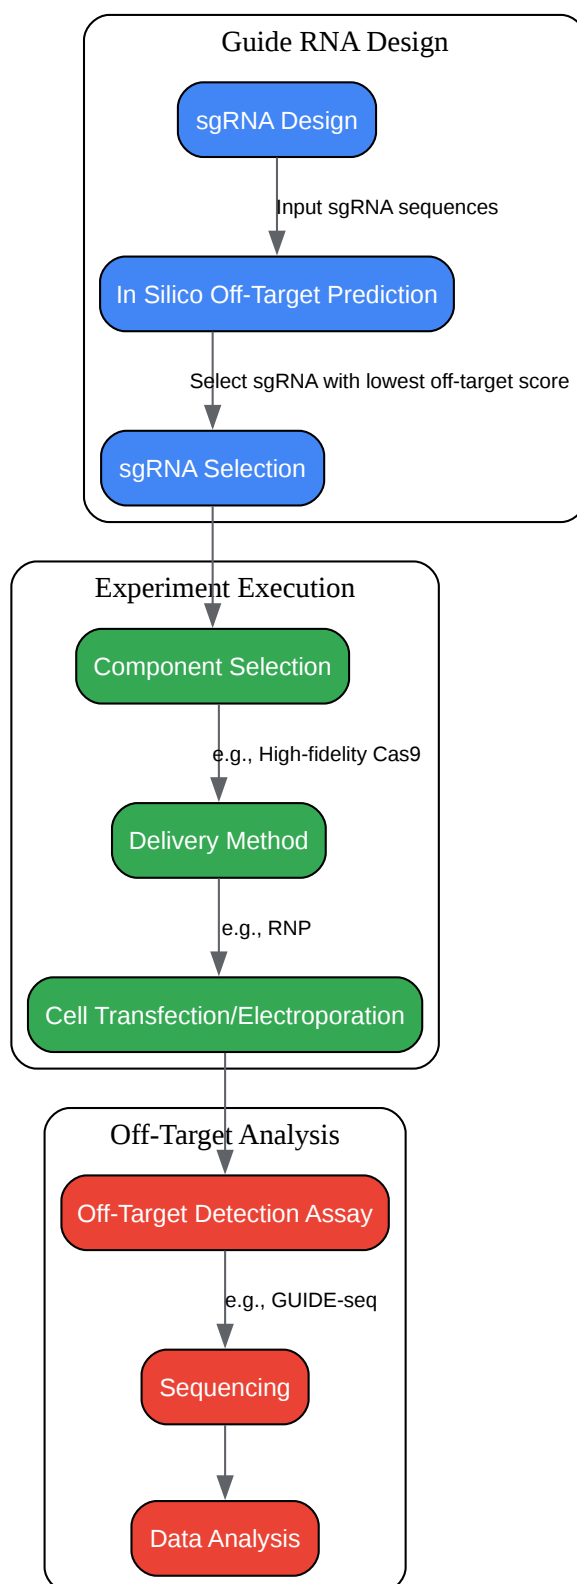 Guide RNA Design
sgRNA Design
Input sgRNA sequences
In Silico Off-Target Prediction
Select sgRNA with lowest off-target score
sgRNA Selection
Experiment Execution
Component Selection
e.g., High-fidelity Cas9
Delivery Method
e.g., RNP
Cell Transfection/Electroporation
Off-Target Analysis
Off-Target Detection Assay
e.g., GUIDE-seq
Sequencing
Data Analysis